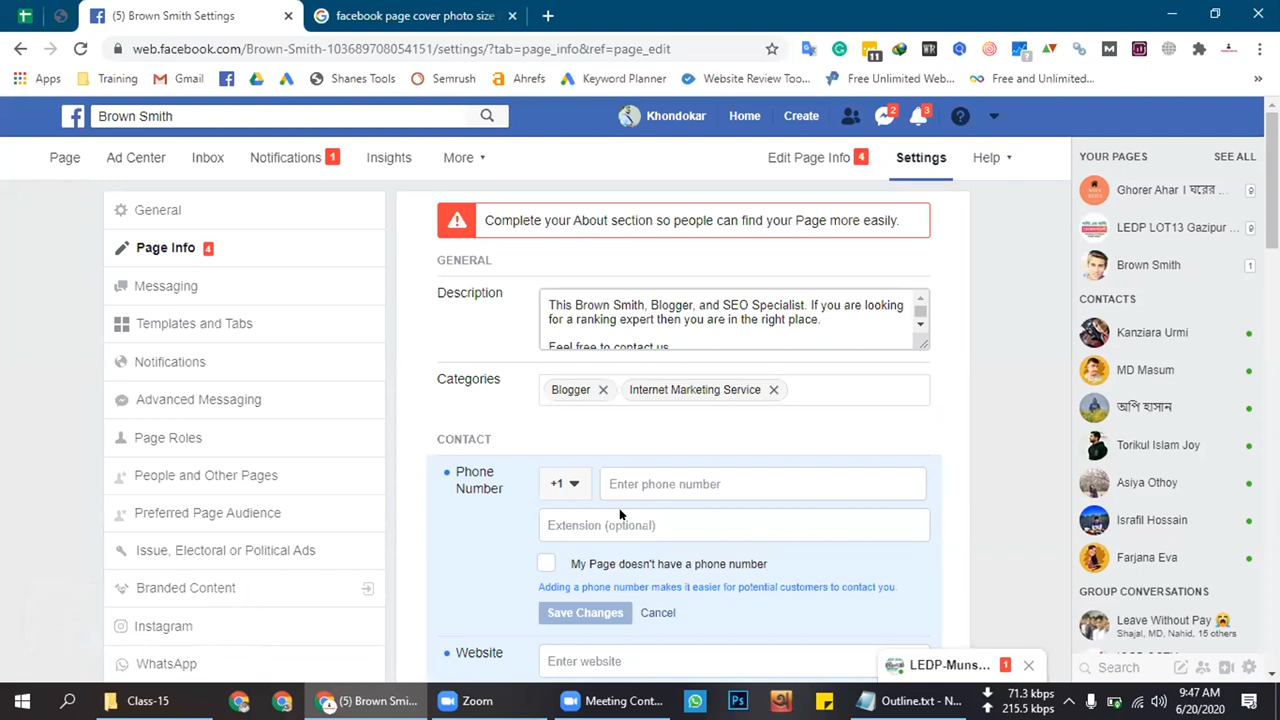 (5) Brown Smith Settings
facebook page cover photo size
web.facebook.com/Brown-Smith-103689708054151/settings/?tab=page_info&ref=page_edit
11
?
Apps
Training
Gmail
Shanes Tools
Semrush
Ahrefs
Keyword Planner
Website Review Too...
Free Unlimited Web...
Free and Unlimited...
»
Brown Smith
Khondokar
Home
Create
2
3
Page
Ad Center
Inbox
Notifications 1
Insights
More
Edit Page Info 4
Settings
Help
General
Page Info 4
Messaging
Templates and Tabs
Notifications
Advanced Messaging
Page Roles
People and Other Pages
Preferred Page Audience
Issue, Electoral or Political Ads
Branded Content
Instagram
WhatsApp
Complete your About section so people can find your Page more easily.
GENERAL
Description
This Brown Smith, Blogger, and SEO Specialist. If you are looking
for a ranking expert then you are in the right place.
Feel free to contact us
Categories
Blogger
Internet Marketing Service
CONTACT
Phone
Number
+1
Enter phone number
Extension (optional)
My Page doesn't have a phone number
Adding a phone number makes it easier for potential customers to contact you.
Save Changes
Cancel
Website
Enter website
YOUR PAGES
SEE ALL
Ghorer Ahar । ঘরের ...
9
LEDP LOT13 Gazipur ...
9
Brown Smith
1
CONTACTS
Kanziara Urmi
MD Masum
অপি হাসান
Torikul Islam Joy
Asiya Othoy
Israfil Hossain
Farjana Eva
GROUP CONVERSATIONS
Leave Without Pay 😭
Shajal, MD, Nahid, 15 others
LEDP-Muns... 1
Search
Class-15
(5) Brown Smi...
Zoom
Meeting Cont...
Outline.txt - N...
71.3 kbps
215.5 kbps
9:47 AM
6/20/2020